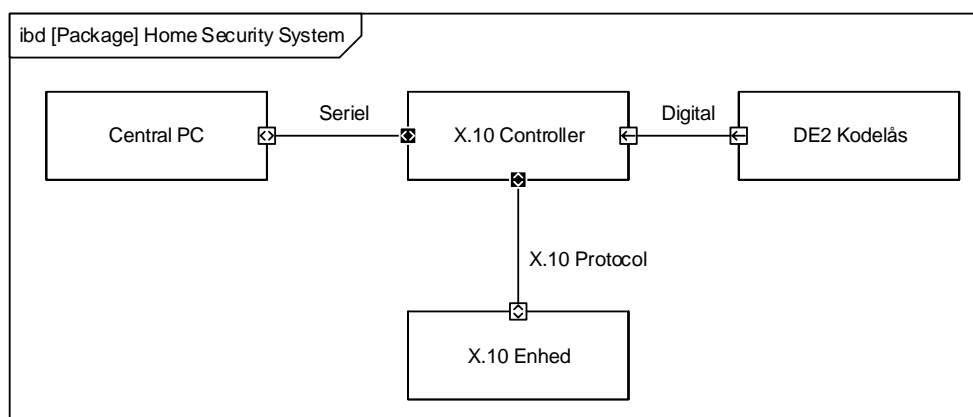 ibd [Package] Home Security System
Central PC
Seriel
X.10 Controller
Digital
DE2 Kodelås
X.10 Protocol
X.10 Enhed